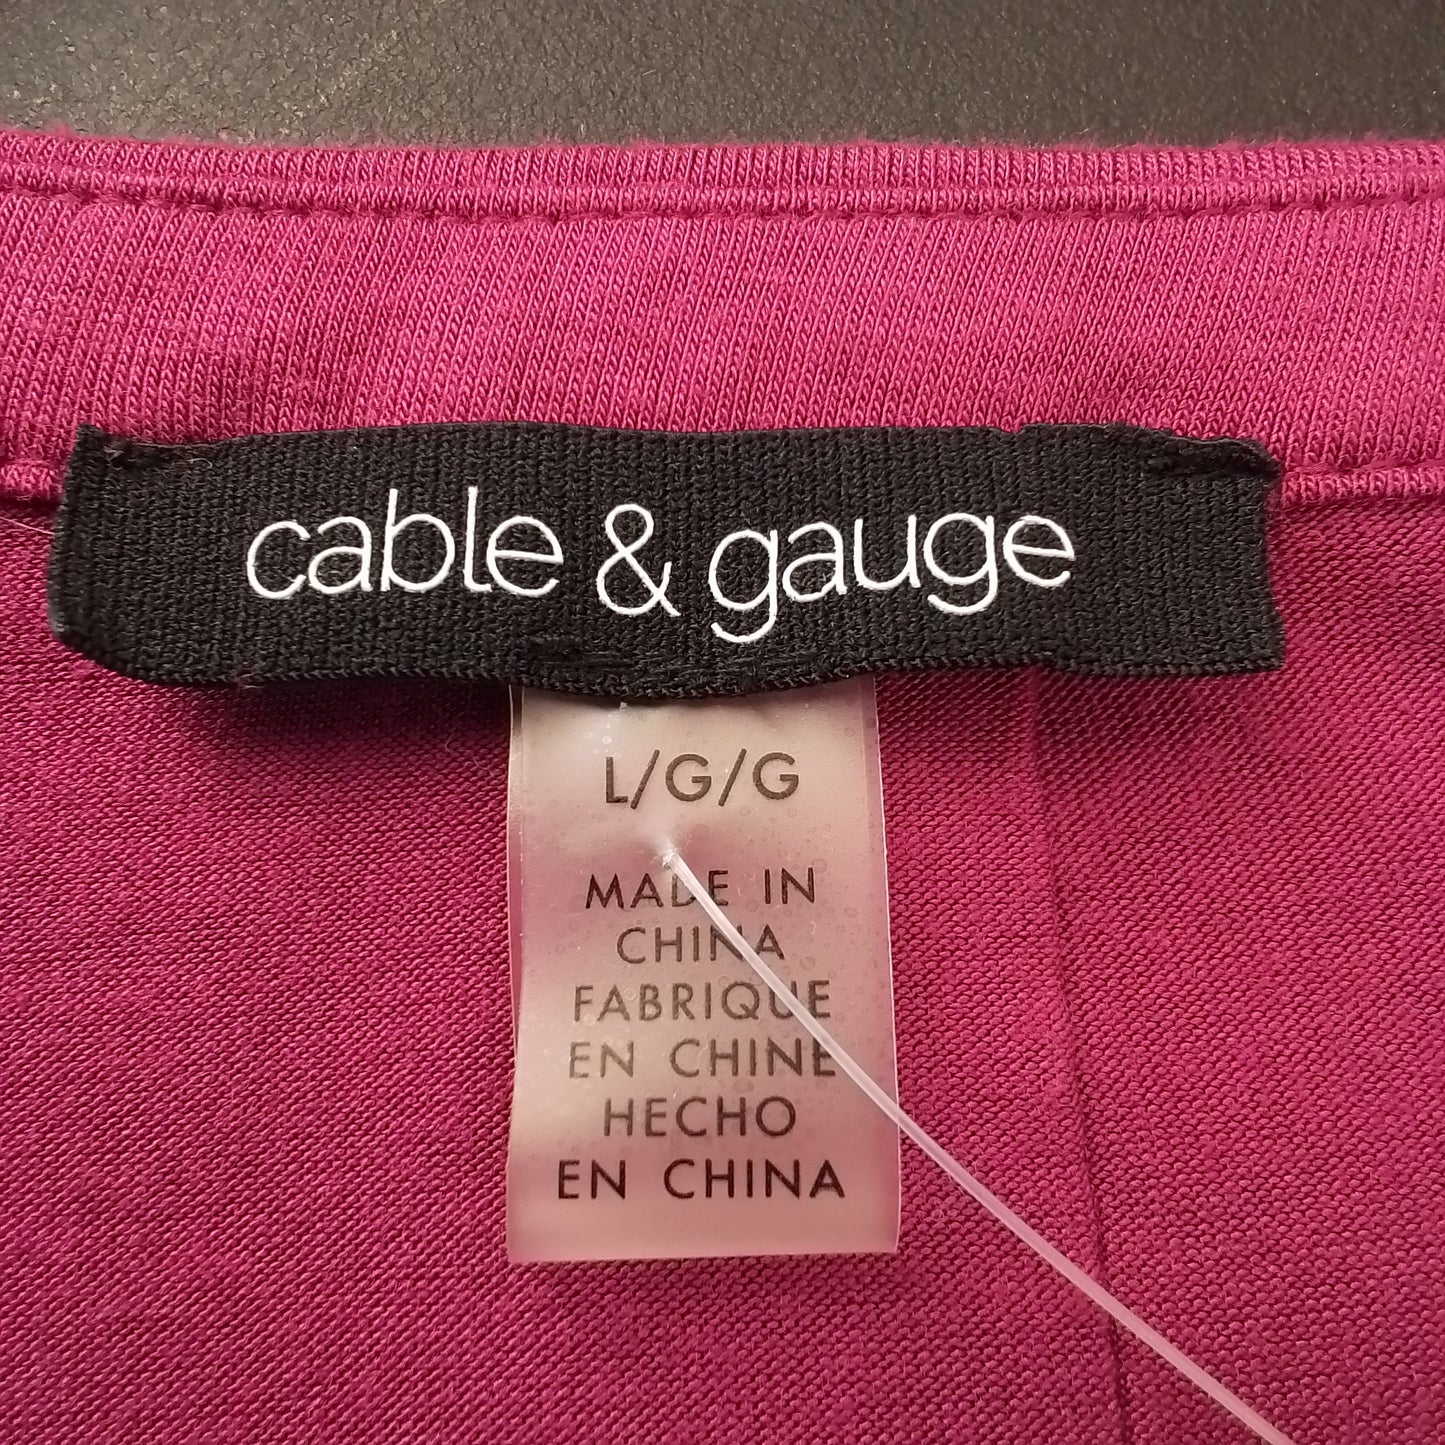 cable & gauge
L/G/G
MADE IN
CHINA
FABRIQUE
EN CHINE
HECHO
EN CHINA